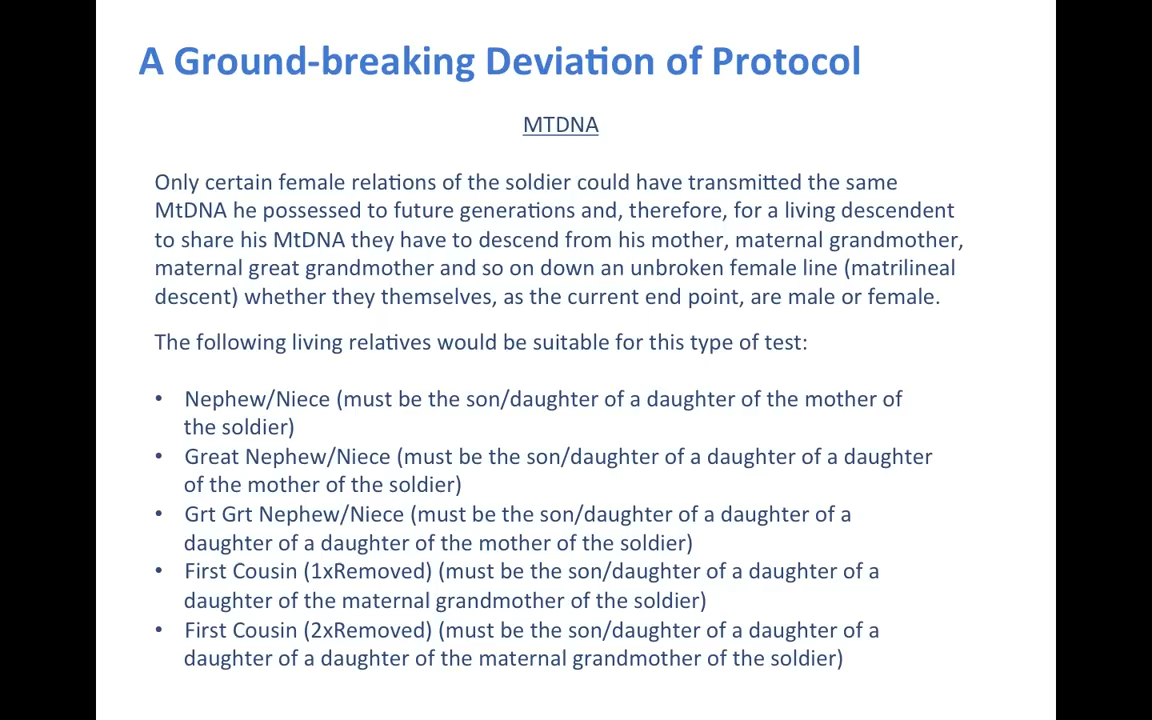 A Ground-breaking Deviation of Protocol
MTDNA
Only certain female relations of the soldier could have transmitted the same
MtDNA he possessed to future generations and, therefore, for a living descendent
to share his MtDNA they have to descend from his mother, maternal grandmother,
maternal great grandmother and so on down an unbroken female line (matrilineal
descent) whether they themselves, as the current end point, are male or female.
The following living relatives would be suitable for this type of test:
• Nephew/Niece (must be the son/daughter of a daughter of the mother of
the soldier)
• Great Nephew/Niece (must be the son/daughter of a daughter of a daughter
of the mother of the soldier)
• Grt Grt Nephew/Niece (must be the son/daughter of a daughter of a
daughter of a daughter of the mother of the soldier)
• First Cousin (1xRemoved) (must be the son/daughter of a daughter of a
daughter of the maternal grandmother of the soldier)
• First Cousin (2xRemoved) (must be the son/daughter of a daughter of a
daughter of a daughter of the maternal grandmother of the soldier)